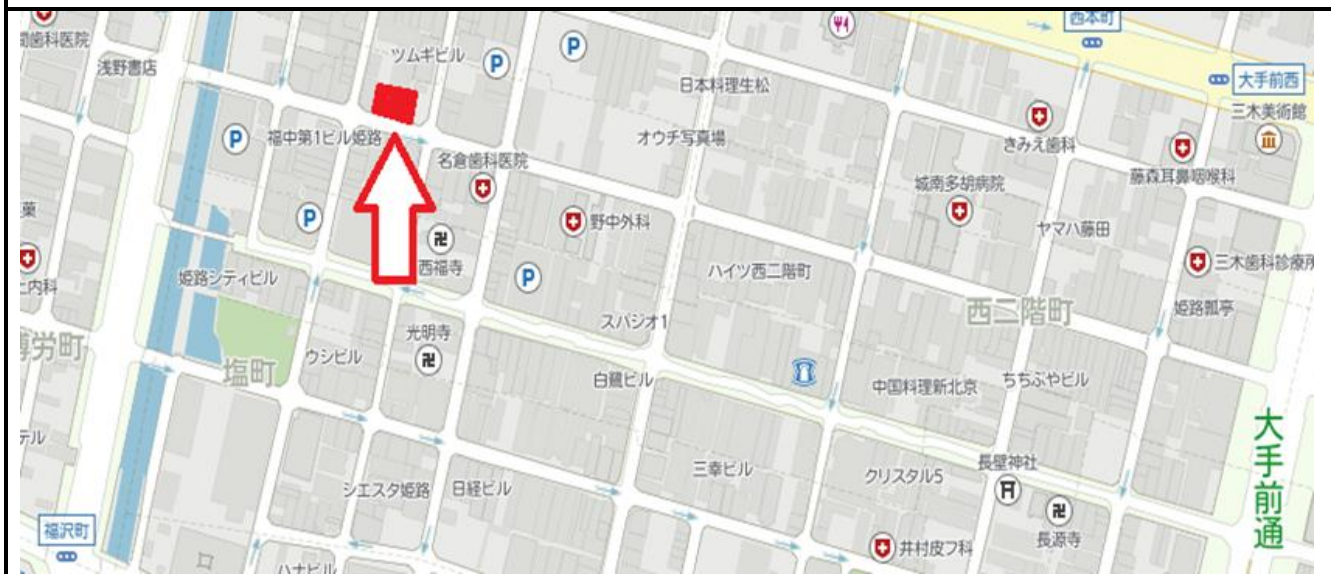 西本町
間歯科医院
浅野書店
ツムギビル
P
P
日本料理生松
大手前西
三木美術館
福中第1ビル姫路
P
名倉歯科医院
オウチ写真場
きみえ歯科
藤森耳鼻咽喉科
城南多胡病院
P
野中外科
ヤマハ藤田
西福寺
P
ハイツ西二階町
三木歯科診療所
姫路シティビル
西二階町
姫路瓢亭
スパジオ1
光明寺
塩町
ウシビル
白鷺ビル
中国料理新北京
ちちぶやビル
大手前通
三幸ビル
クリスタル5
長壁神社
シエスタ姫路
日経ビル
福沢町
井村皮フ科
長源寺
ハナビル